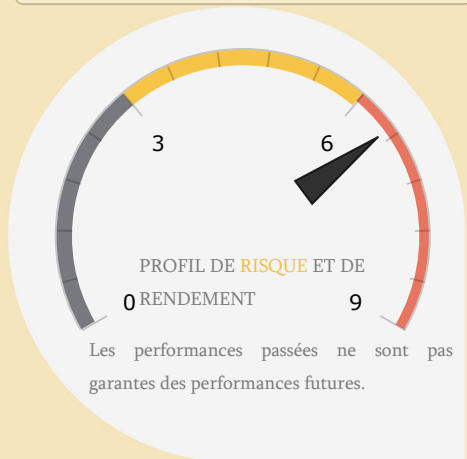 3
6
PROFIL DE RISQUE ET DE
0
RENDEMENT
9
Les performances passées ne sont pas
garantes des performances futures.